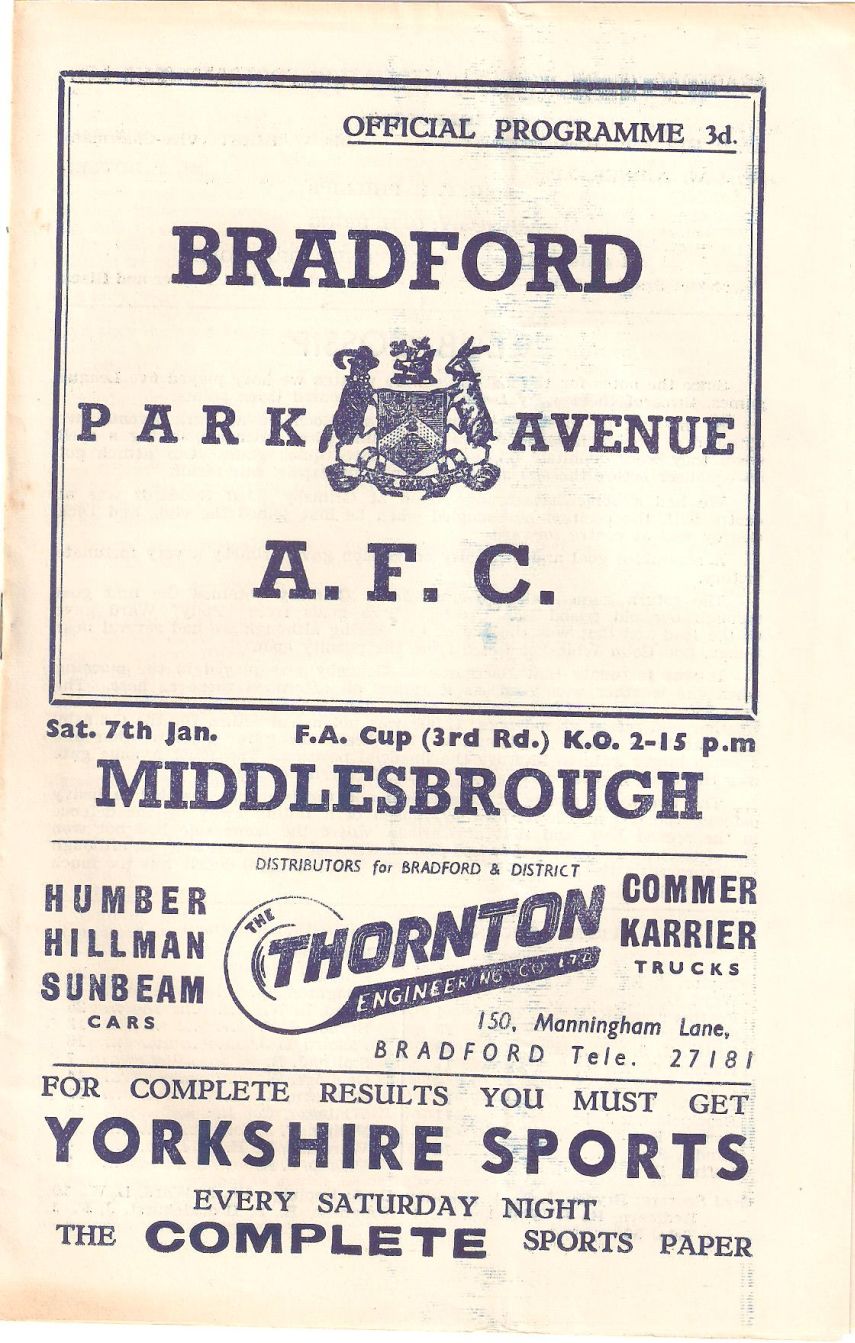 OFFICIAL PROGRAMME 3d.
BRADFORD
PARK AVENUE
A. F. C.
Sat. 7th Jan. F.A. Cup (3rd Rd.) K.O. 2-15 p.m
MIDDLESBROUGH
DISTRIBUTORS for BRADFORD & DISTRICT
HUMBER
HILLMAN
SUNBEAM
CARS
THE
THORNTON
ENGINEERING CO. LTD
COMMER
KARRIER
TRUCKS
150, Manningham Lane,
BRADFORD Tele. 27181
FOR COMPLETE RESULTS YOU MUST GET
YORKSHIRE SPORTS
EVERY SATURDAY NIGHT
THE COMPLETE SPORTS PAPER